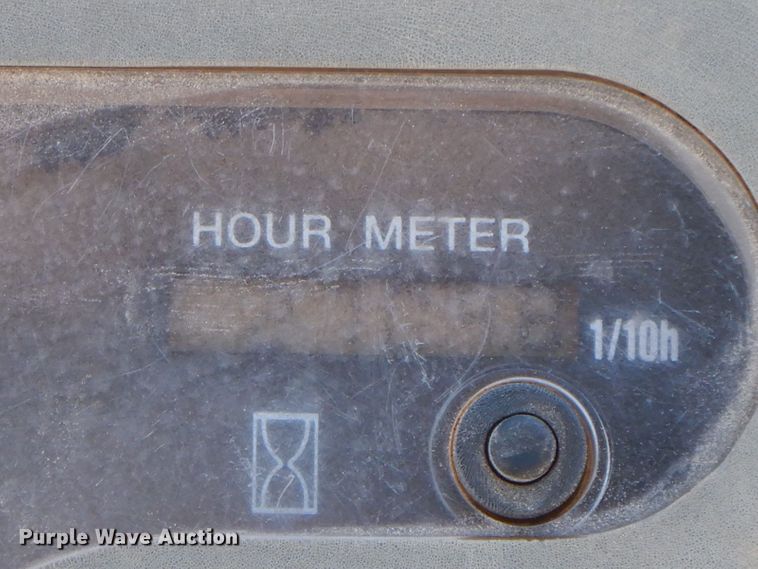 HOUR METER
1/10h
Purple Wave Auction